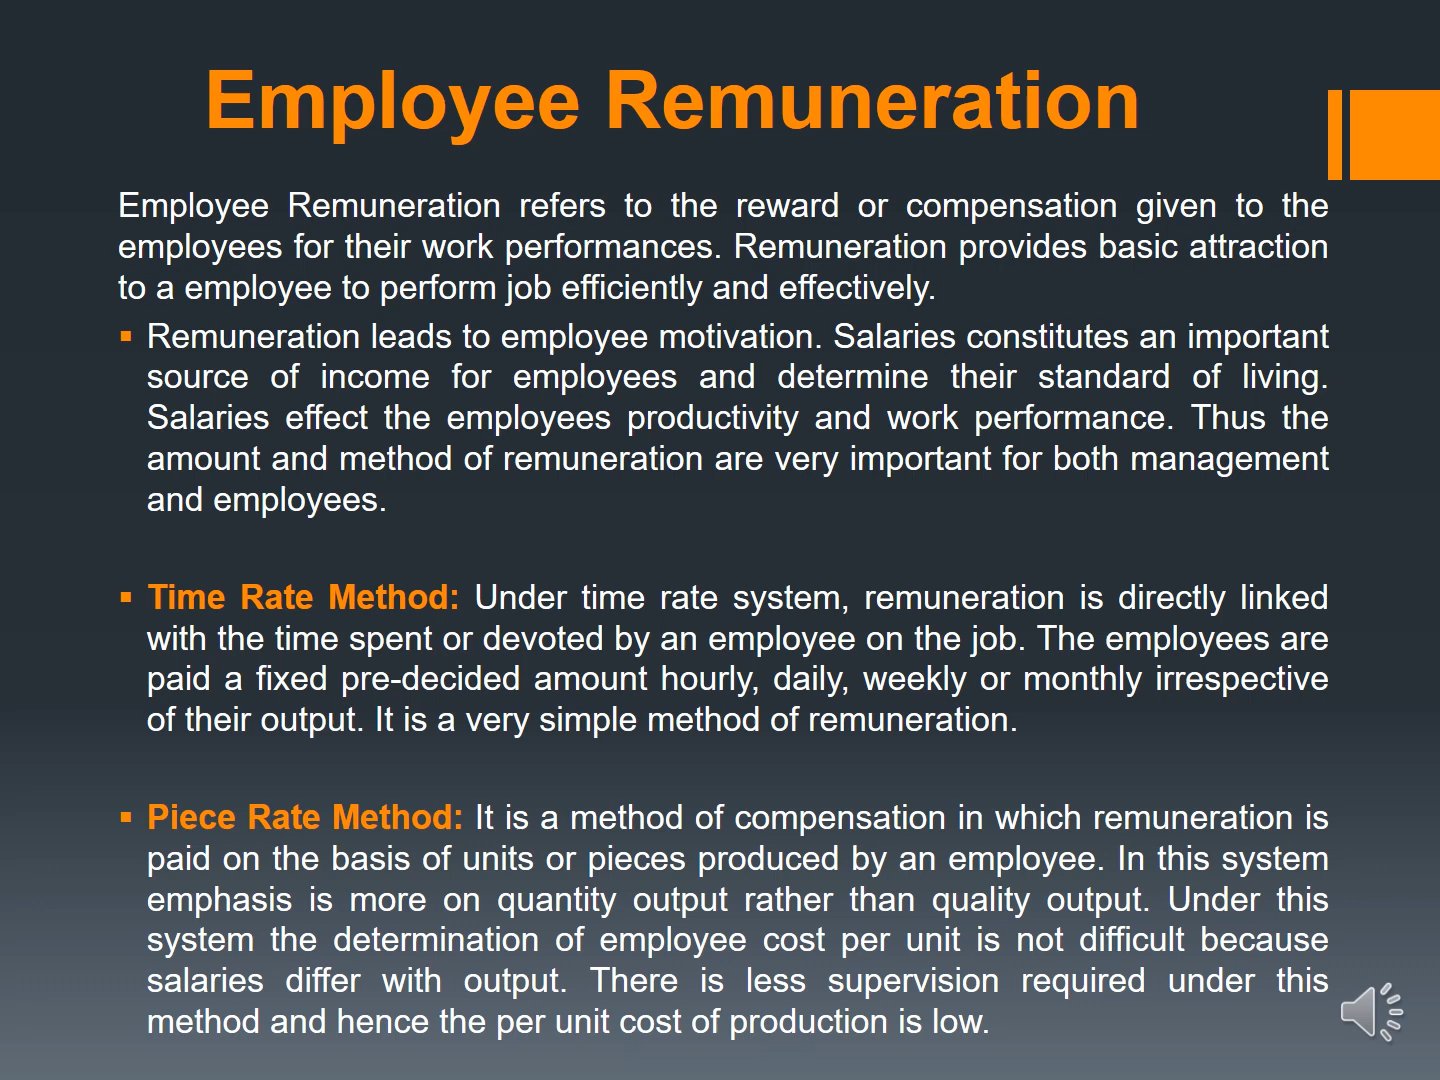 Employee Remuneration
Employee Remuneration refers to the reward or compensation given to the
employees for their work performances. Remuneration provides basic attraction
to a employee to perform job efficiently and effectively.
▪ Remuneration leads to employee motivation. Salaries constitutes an important
source of income for employees and determine their standard of living.
Salaries effect the employees productivity and work performance. Thus the
amount and method of remuneration are very important for both management
and employees.
▪ Time Rate Method: Under time rate system, remuneration is directly linked
with the time spent or devoted by an employee on the job. The employees are
paid a fixed pre-decided amount hourly, daily, weekly or monthly irrespective
of their output. It is a very simple method of remuneration.
▪ Piece Rate Method: It is a method of compensation in which remuneration is
paid on the basis of units or pieces produced by an employee. In this system
emphasis is more on quantity output rather than quality output. Under this
system the determination of employee cost per unit is not difficult because
salaries differ with output. There is less supervision required under this
method and hence the per unit cost of production is low.